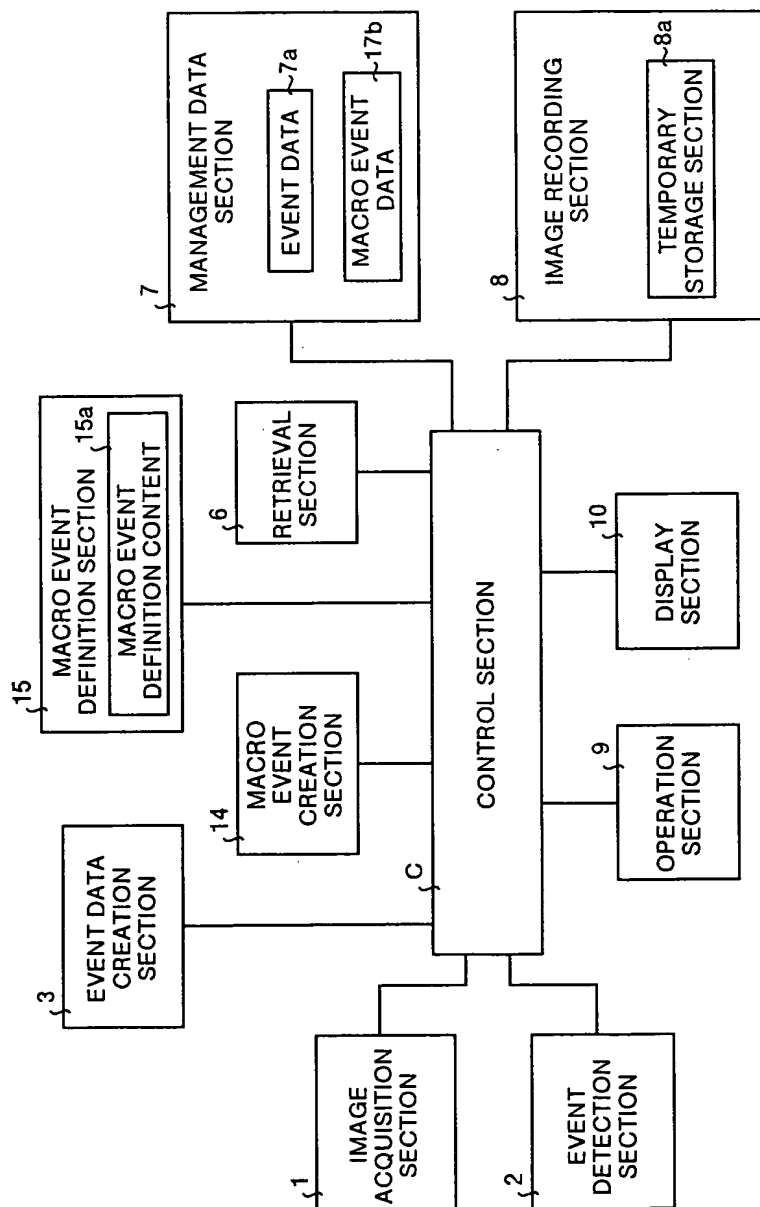 3
EVENT DATA
CREATION
SECTION
15
MACRO EVENT
DEFINITION SECTION
15a
MACRO EVENT
DEFINITION CONTENT
14
MACRO
EVENT
CREATION
SECTION
6
RETRIEVAL
SECTION
7
MANAGEMENT DATA
SECTION
EVENT DATA
7a
MACRO EVENT
DATA
17b
1
IMAGE
ACQUISITION
SECTION
2
EVENT
DETECTION
SECTION
C
CONTROL SECTION
8
IMAGE RECORDING
SECTION
TEMPORARY
STORAGE SECTION
8a
9
OPERATION
SECTION
10
DISPLAY
SECTION